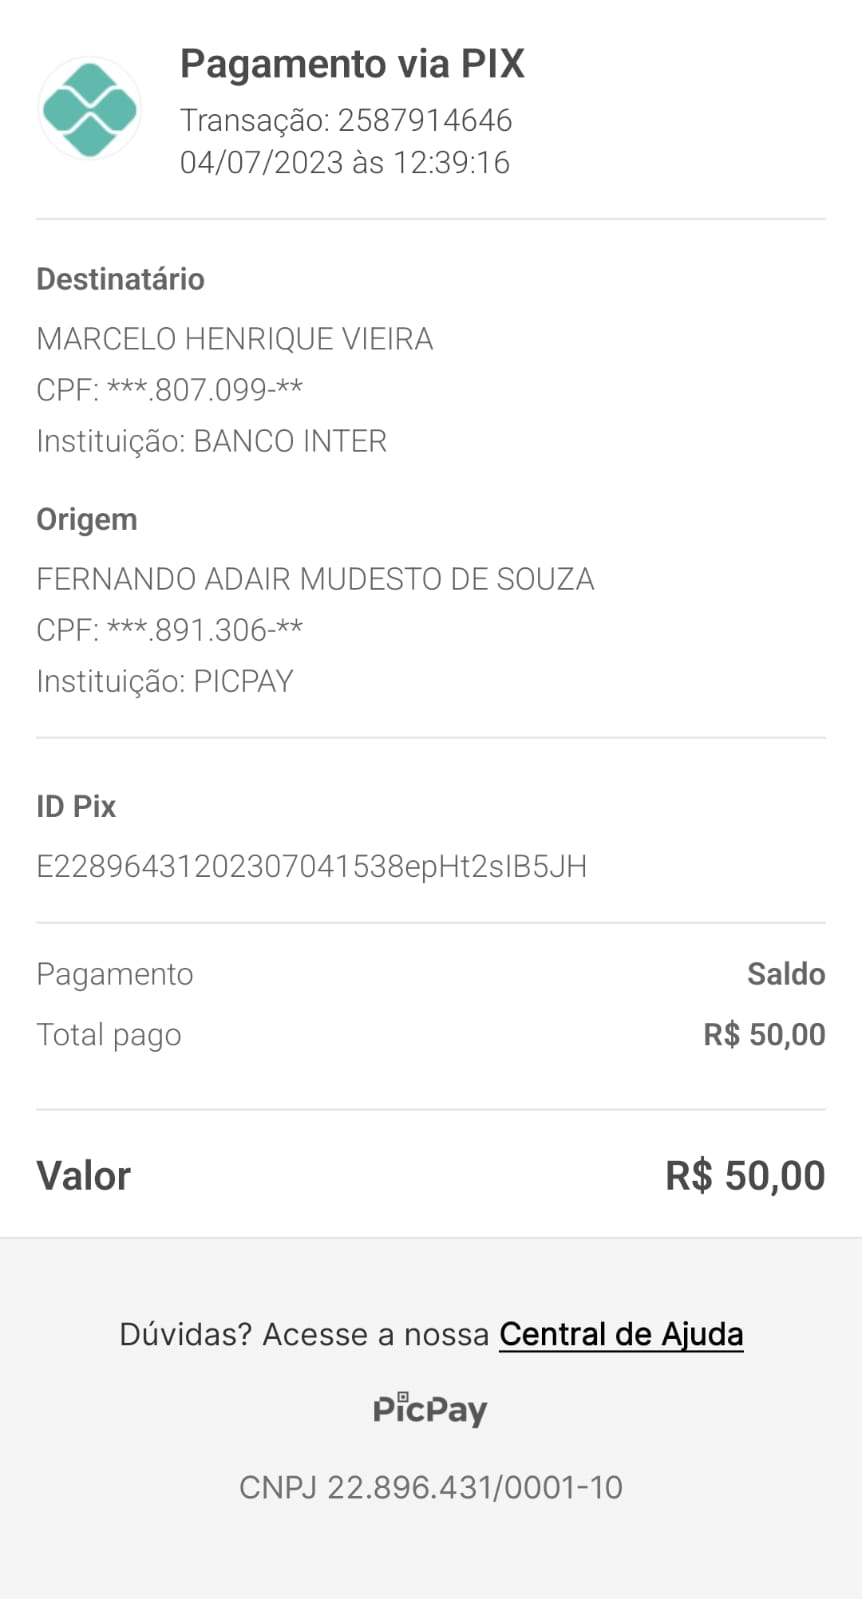 Pagamento via PIX
Transação: 2587914646
04/07/2023 às 12:39:16
Destinatário
MARCELO HENRIQUE VIEIRA
CPF: ***.807.099-**
Instituição: BANCO INTER
Origem
FERNANDO ADAIR MUDESTO DE SOUZA
CPF: ***.891.306-**
Instituição: PICPAY
ID Pix
E22896431202307041538epHt2sIB5JH
Pagamento Saldo
Total pago R$ 50,00
Valor R$ 50,00
Dúvidas? Acesse a nossa Central de Ajuda
PicPay
CNPJ 22.896.431/0001-10